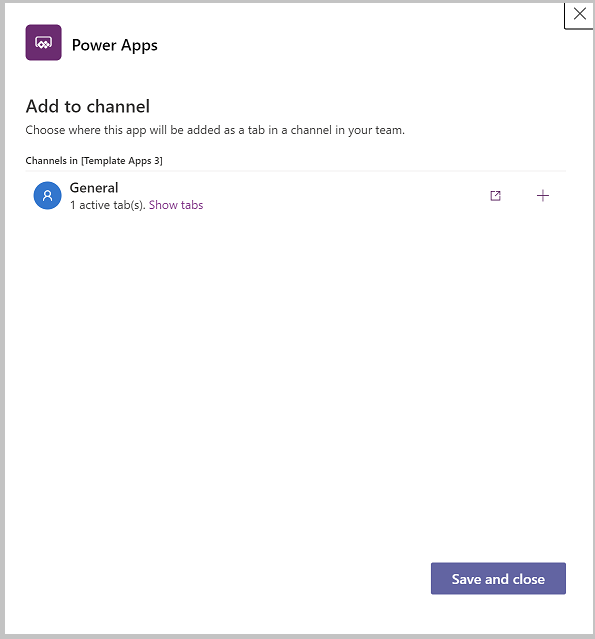 Power Apps
Add to channel
Choose where this app will be added as a tab in a channel in your team.
Channels in [Template Apps 3]
General
1 active tab(s). Show tabs
Save and close